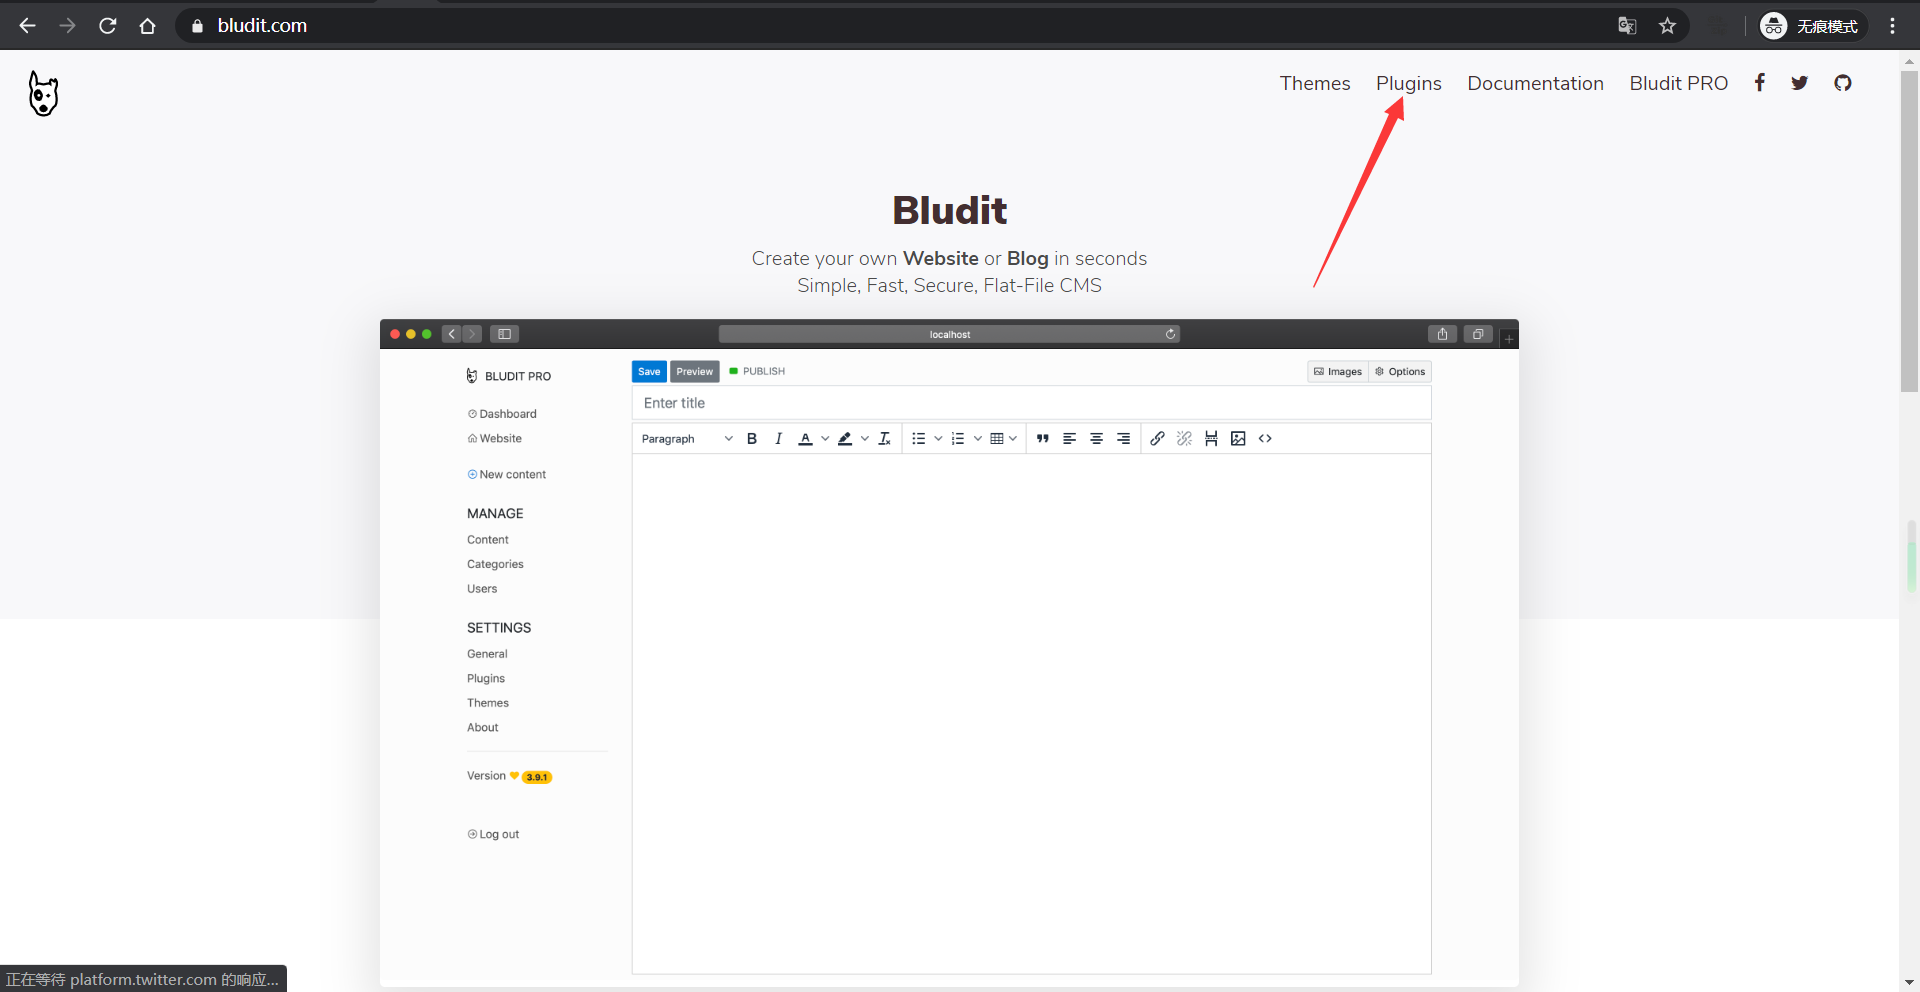 bludit.com
无痕模式
Themes Plugins Documentation Bludit PRO
Bludit
Create your own Website or Blog in seconds
Simple, Fast, Secure, Flat-File CMS
localhost
BLUDIT PRO
Dashboard
Website
New content
MANAGE
Content
Categories
Users
SETTINGS
General
Plugins
Themes
About
Version 3.9.1
Log out
Save Preview PUBLISH Images Options
Enter title
Paragraph B I A
正在等待 platform.twitter.com 的响应...